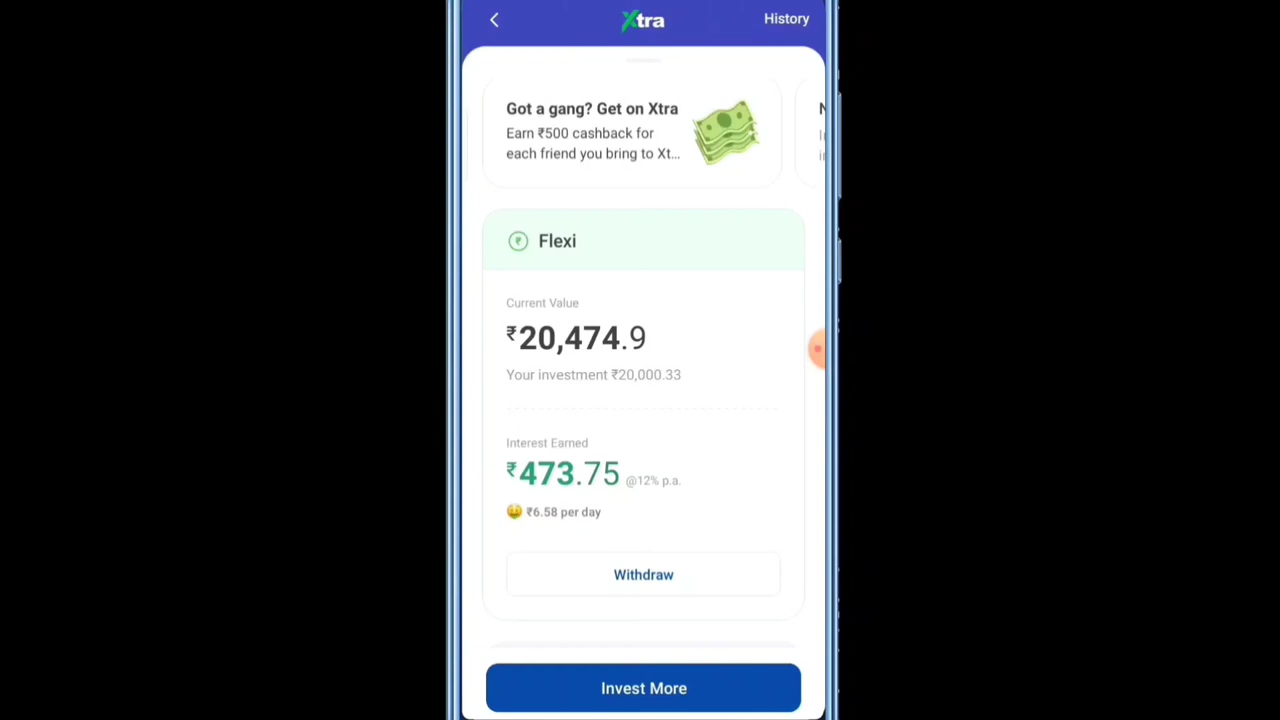 Xtra
History
Got a gang? Get on Xtra
Earn ₹500 cashback for
each friend you bring to Xt...
Flexi
Current Value
₹20,474.9
Your investment ₹20,000.33
Interest Earned
₹473.75 @12% p.a.
₹6.58 per day
Withdraw
Invest More